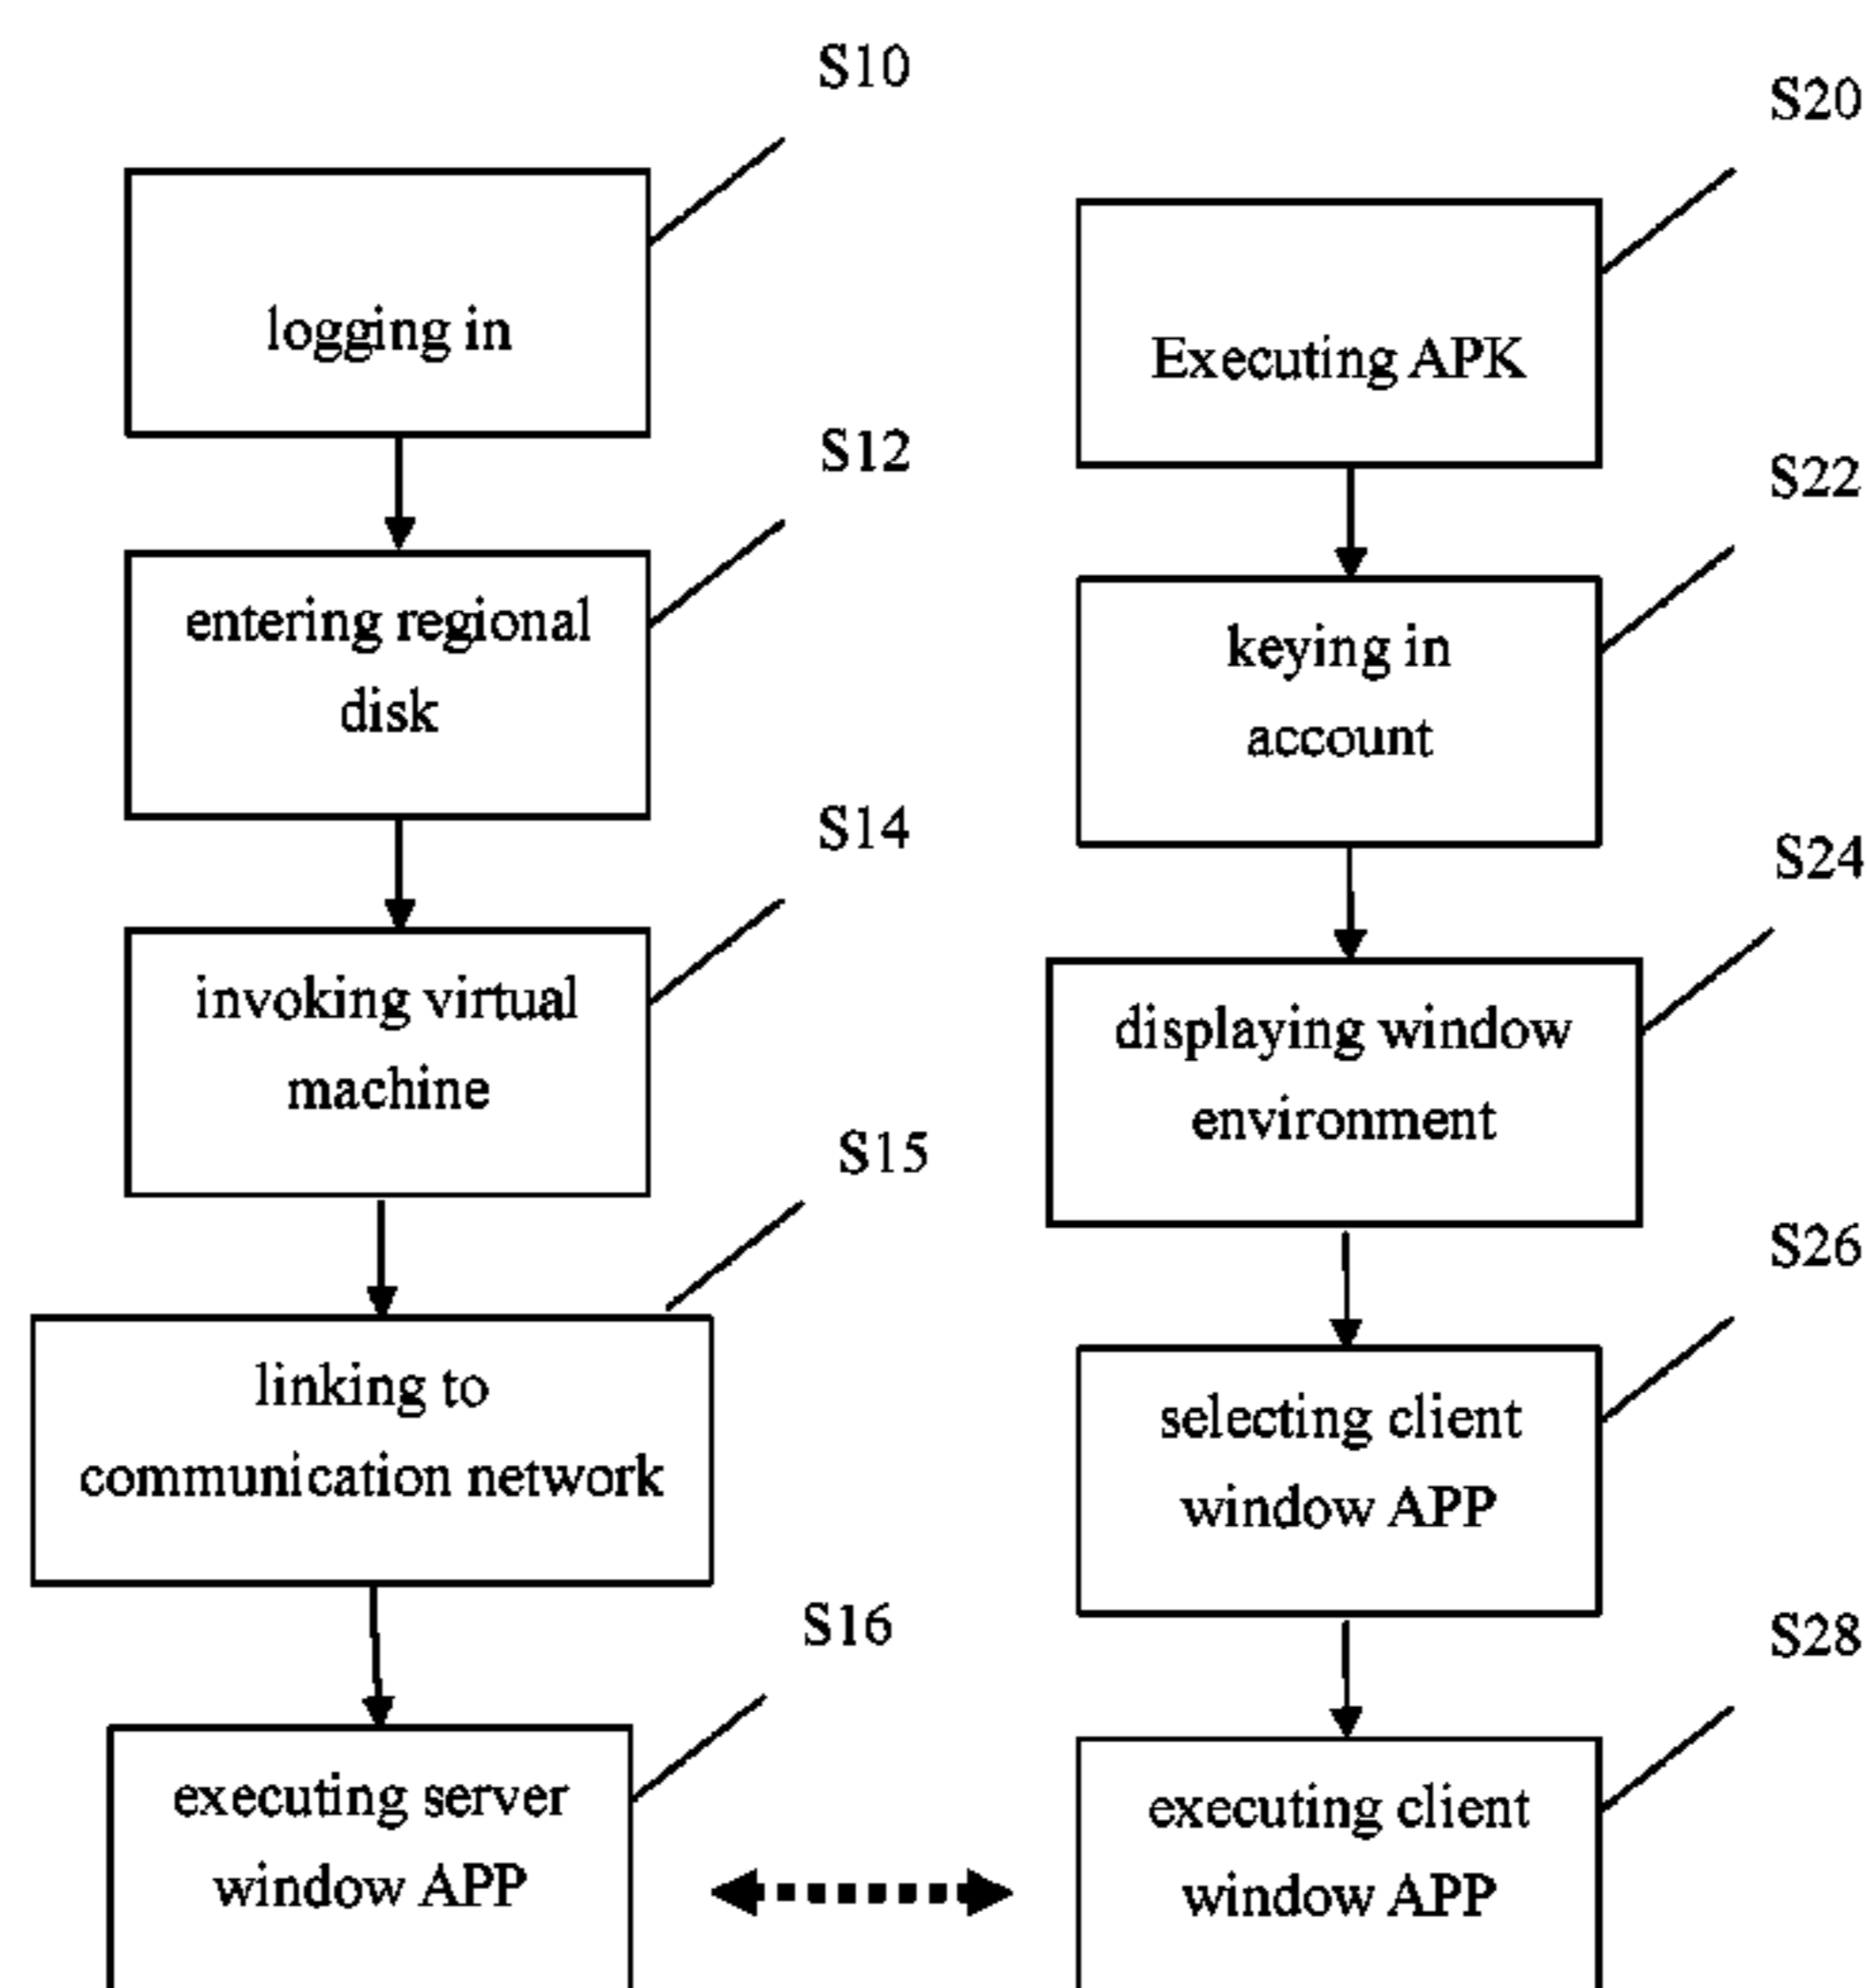 S10
logging in
S12
entering regional
disk
S14
invoking virtual
machine
S15
linking to
communication network
S16
executing server
window APP
S20
Executing APK
S22
keying in
account
S24
displaying window
environment
S26
selecting client
window APP
S28
executing client
window APP